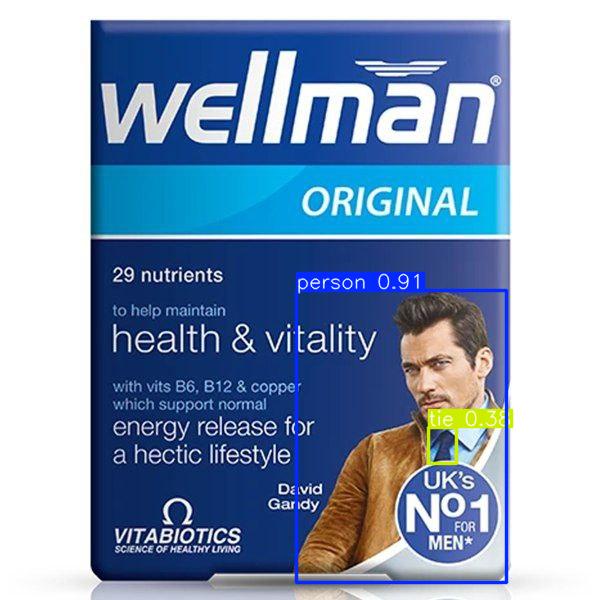 wellman®
ORIGINAL
29 nutrients
person 0.91
to help maintain
health & vitality
with vits B6, B12 & copper
which support normal
energy release for
a hectic lifestyle
tie 0.38
David
Gandy
UK's
Nº1
FOR
MEN*
Ω
VITABIOTICS
SCIENCE OF HEALTHY LIVING